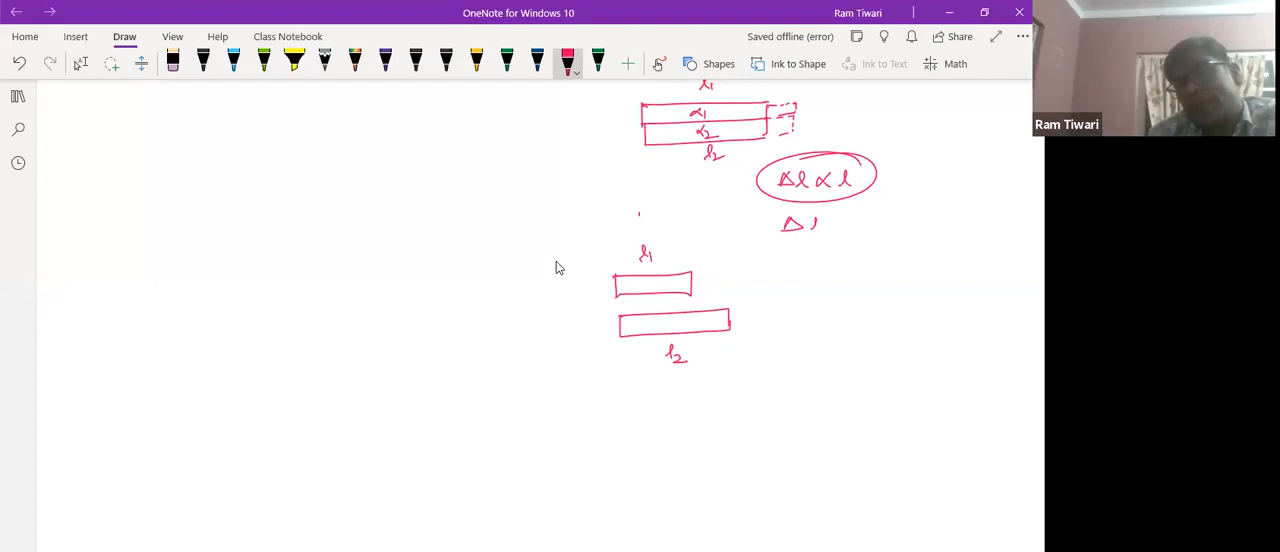 OneNote for Windows 10
Ram Tiwari
Home Insert Draw View Help Class Notebook
Saved offline (error)
Share
Shapes
Ink to Shape
Ink to Text
Math
Ram Tiwari
l₁
α₁
α₂
l₂
Δl ∝ l
Δ
l₁
l₂